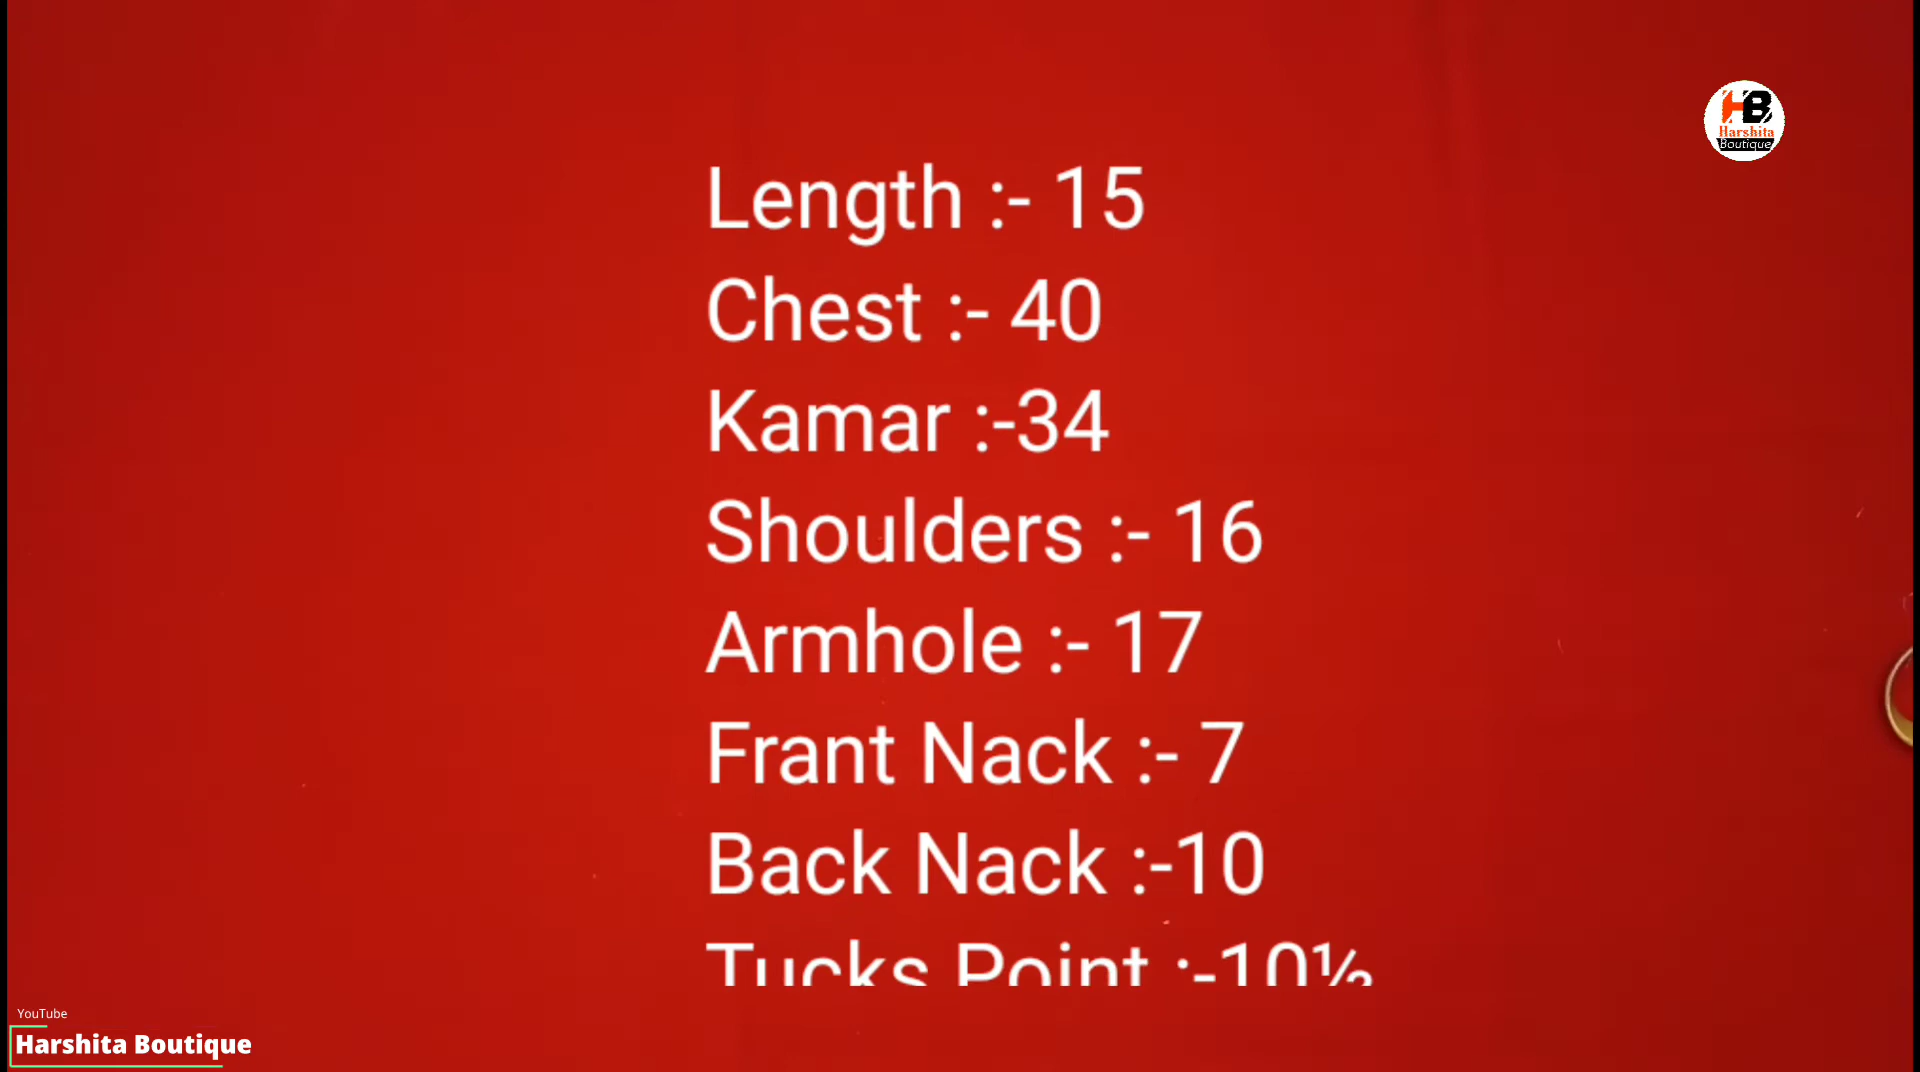 HB
Harshita
Boutique
Length :- 15
Chest :- 40
Kamar :-34
Shoulders :- 16
Armhole :- 17
Frant Nack :- 7
Back Nack :-10
Tucks Point :-10½
YouTube
Harshita Boutique